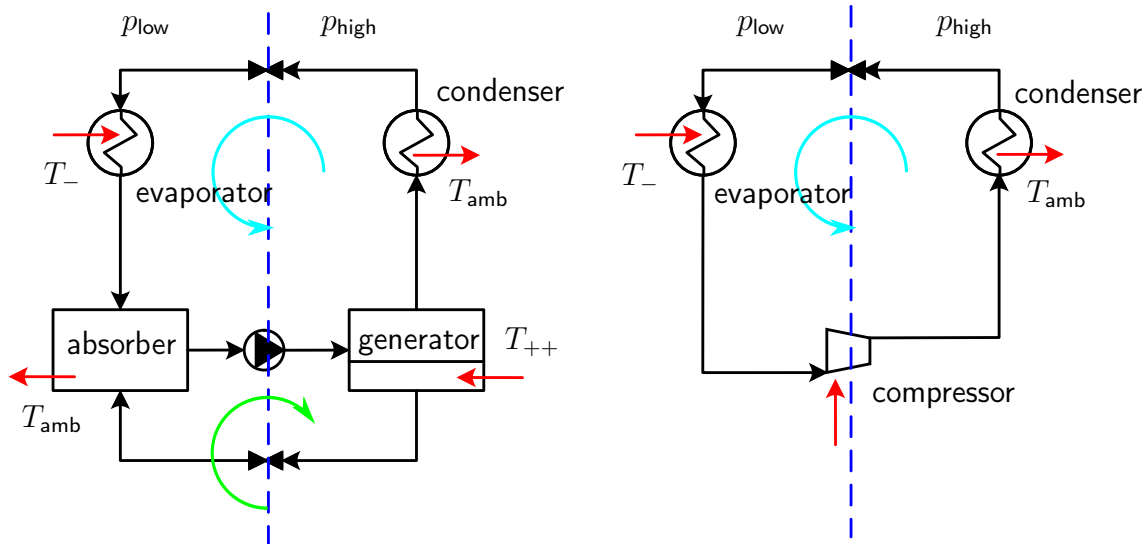 p_low
p_high
condenser
T_−
evaporator
T_amb
absorber
generator
T_++
T_amb
p_low
p_high
condenser
T_−
evaporator
T_amb
compressor